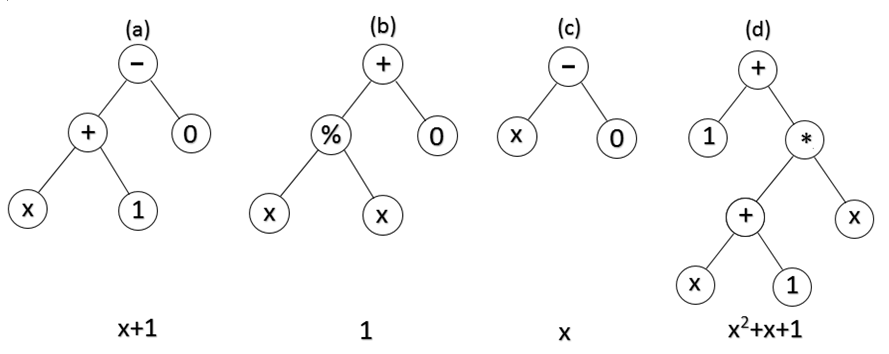 (a) (b) (c) (d)
− + − +
+ 0 % 0 x 0 1 *
x 1 x x + x
x 1
x+1 1 x x²+x+1